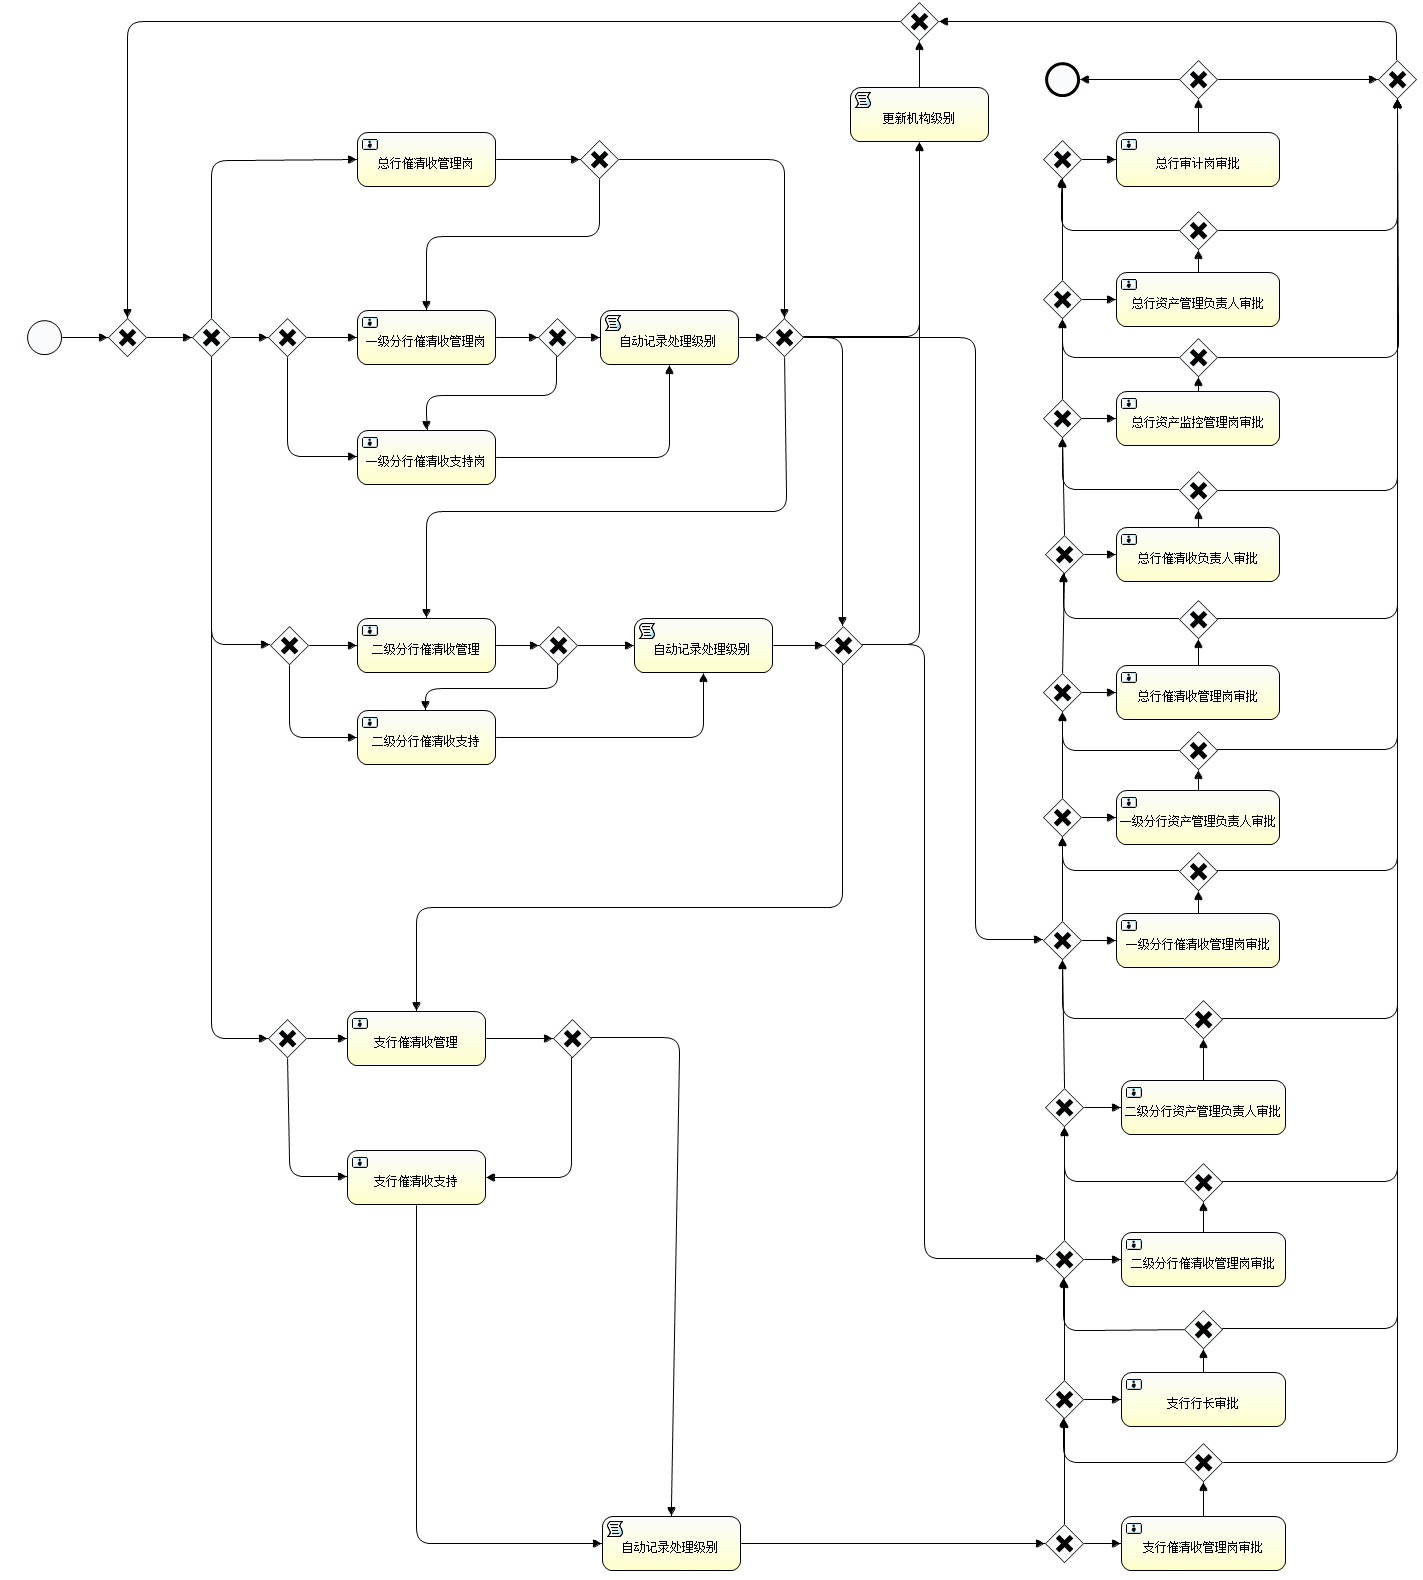 更新机构级别
总行催清收管理岗
一级分行催清收管理岗
自动记录处理级别
一级分行催清收支持岗
二级分行催清收管理
自动记录处理级别
二级分行催清收支持
支行催清收管理
支行催清收支持
自动记录处理级别
总行审计岗审批
总行资产管理负责人审批
总行资产监控管理岗审批
总行催清收负责人审批
总行催清收管理岗审批
一级分行资产管理负责人审批
一级分行催清收管理岗审批
二级分行资产管理负责人审批
二级分行催清收管理岗审批
支行行长审批
支行催清收管理岗审批